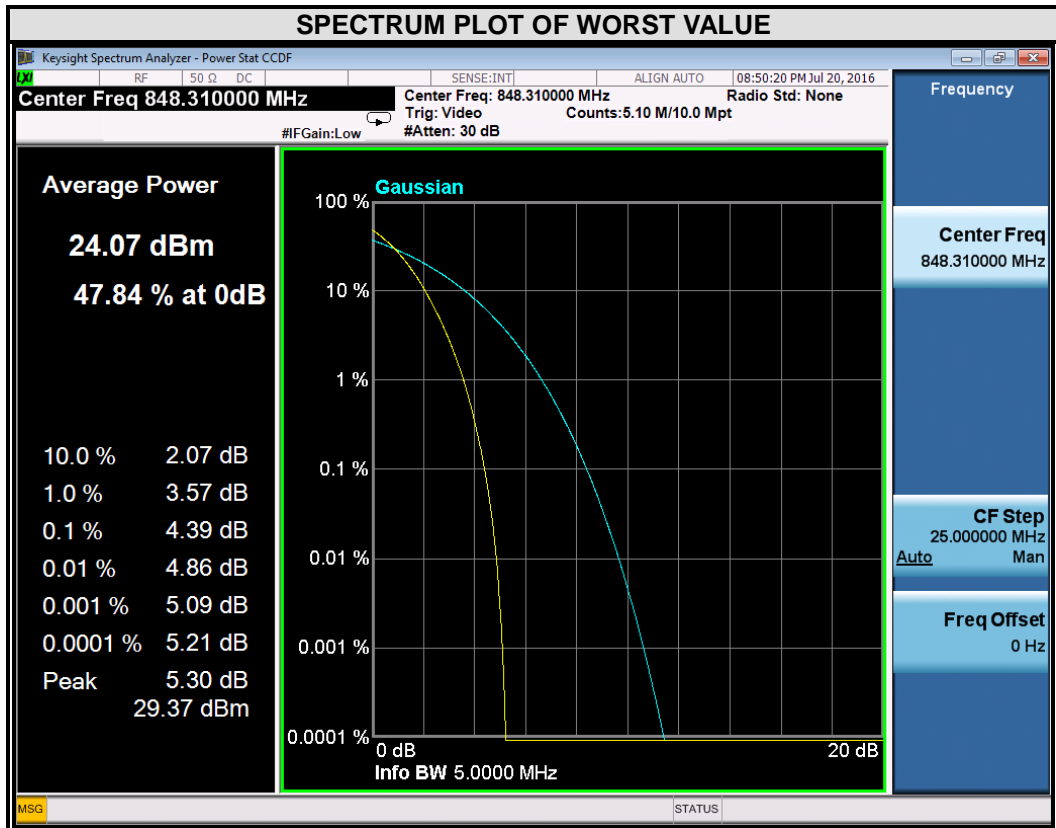 SPECTRUM PLOT OF WORST VALUE
Keysight Spectrum Analyzer - Power Stat CCDF
LXI RF 50 Ω DC SENSE:INT ALIGN AUTO 08:50:20 PM Jul 20, 2016
Center Freq 848.310000 MHz
Center Freq: 848.310000 MHz Radio Std: None
Trig: Video Counts:5.10 M/10.0 Mpt
#IFGain:Low #Atten: 30 dB
Average Power
24.07 dBm
47.84 % at 0dB
10.0 % 2.07 dB
1.0 % 3.57 dB
0.1 % 4.39 dB
0.01 % 4.86 dB
0.001 % 5.09 dB
0.0001 % 5.21 dB
Peak 5.30 dB
29.37 dBm
Gaussian
100 %
10 %
1 %
0.1 %
0.01 %
0.001 %
0.0001 %
0 dB 20 dB
Info BW 5.0000 MHz
Frequency
Center Freq
848.310000 MHz
CF Step
25.000000 MHz
Auto Man
Freq Offset
0 Hz
MSG STATUS